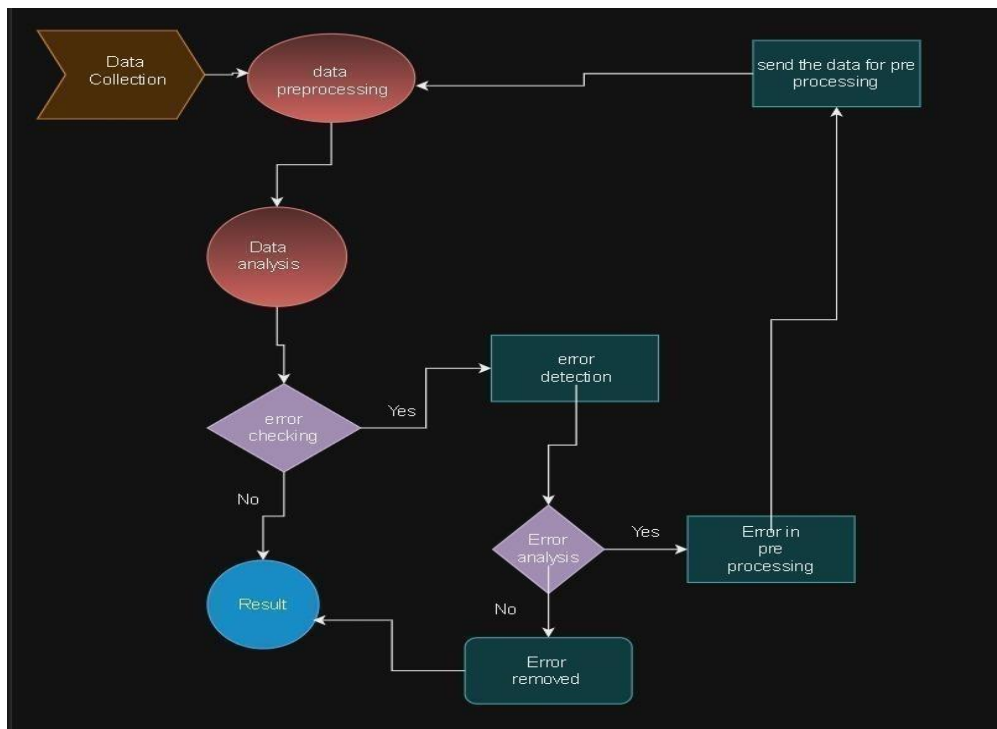 Data
Collection
data
preprocessing
send the data for pre
processing
Data
analysis
error
detection
Yes
error
checking
No
Error
analysis
Yes
Error in
pre
processing
Result
No
Error
removed